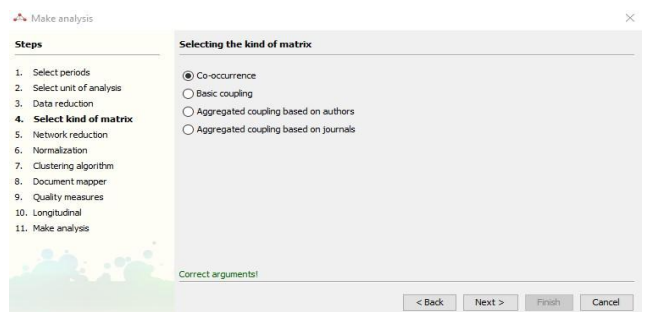 Make analysis
Steps
1. Select periods
2. Select unit of analysis
3. Data reduction
4. Select kind of matrix
5. Network reduction
6. Normalization
7. Clustering algorithm
8. Document mapper
9. Quality measures
10. Longitudinal
11. Make analysis
Selecting the kind of matrix
Co-occurrence
Basic coupling
Aggregated coupling based on authors
Aggregated coupling based on journals
Correct arguments!
< Back Next > Finish Cancel